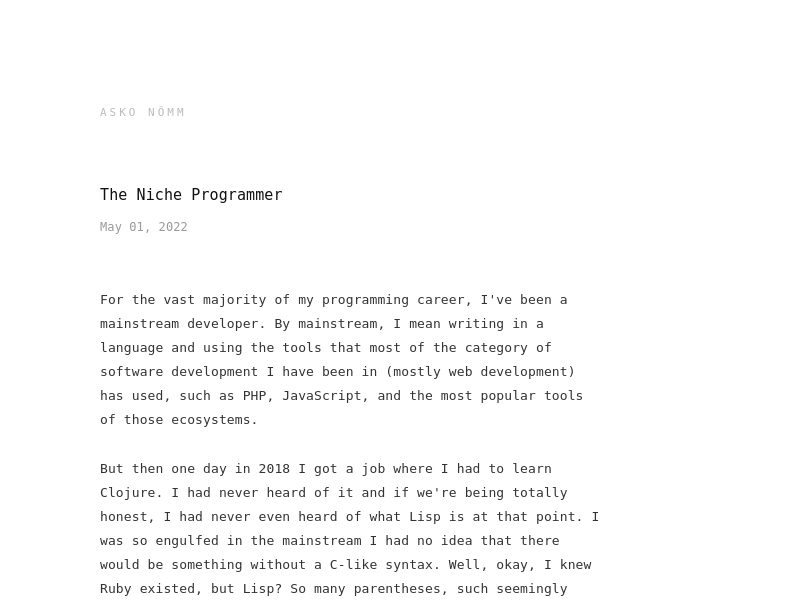 ASKO NÕMM
The Niche Programmer
May 01, 2022
For the vast majority of my programming career, I've been a
mainstream developer. By mainstream, I mean writing in a
language and using the tools that most of the category of
software development I have been in (mostly web development)
has used, such as PHP, JavaScript, and the most popular tools
of those ecosystems.
But then one day in 2018 I got a job where I had to learn
Clojure. I had never heard of it and if we're being totally
honest, I had never even heard of what Lisp is at that point. I
was so engulfed in the mainstream I had no idea that there
would be something without a C-like syntax. Well, okay, I knew
Ruby existed, but Lisp? So many parentheses, such seemingly